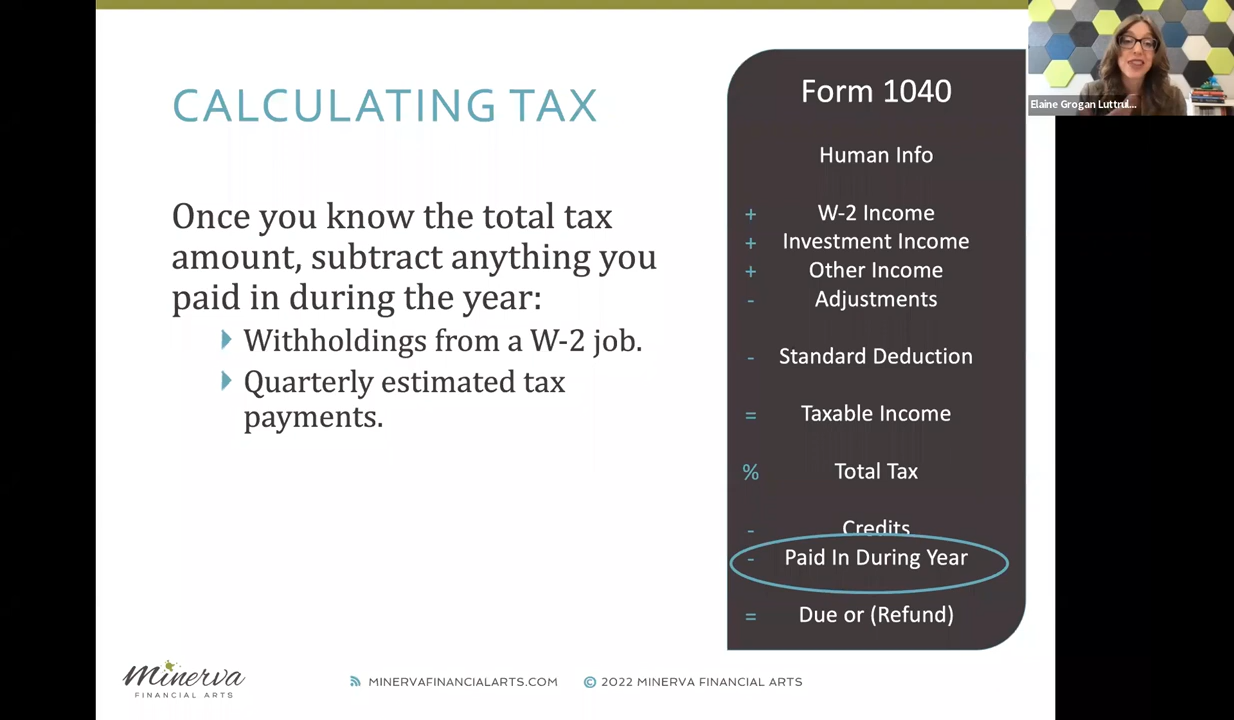 CALCULATING TAX
Once you know the total tax
amount, subtract anything you
paid in during the year:
Withholdings from a W-2 job.
Quarterly estimated tax
payments.
Form 1040
Human Info
+ W-2 Income
+ Investment Income
+ Other Income
- Adjustments
- Standard Deduction
= Taxable Income
% Total Tax
- Credits
- Paid In During Year
= Due or (Refund)
Elaine Grogan Luttrul...
Minerva
FINANCIAL ARTS
MINERVAFINANCIALARTS.COM
© 2022 MINERVA FINANCIAL ARTS